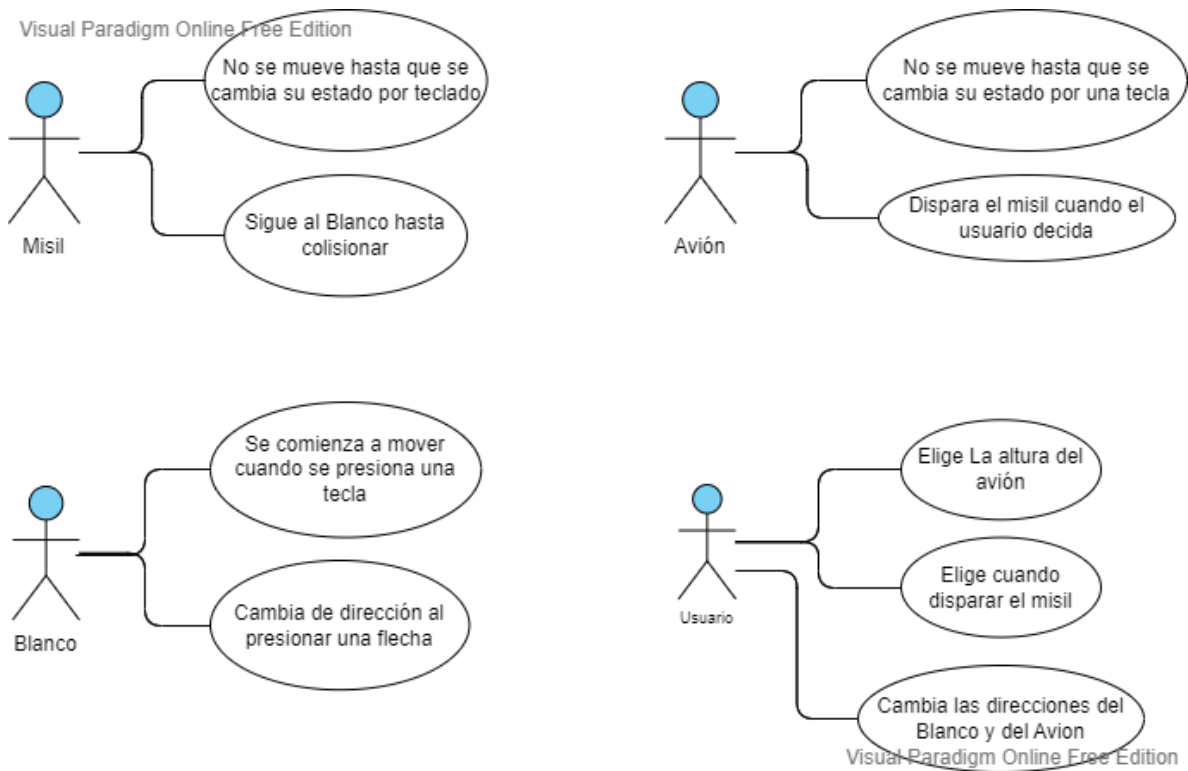 Visual Paradigm Online Free Edition
No se mueve hasta que se
cambia su estado por teclado
Misil
Sigue al Blanco hasta
colisionar
No se mueve hasta que se
cambia su estado por una tecla
Avión
Dispara el misil cuando el
usuario decida
Se comienza a mover
cuando se presiona una
tecla
Blanco
Cambia de dirección al
presionar una flecha
Elige La altura del
avión
Usuario
Elige cuando
disparar el misil
Cambia las direcciones del
Blanco y del Avion
Visual Paradigm Online Free Edition